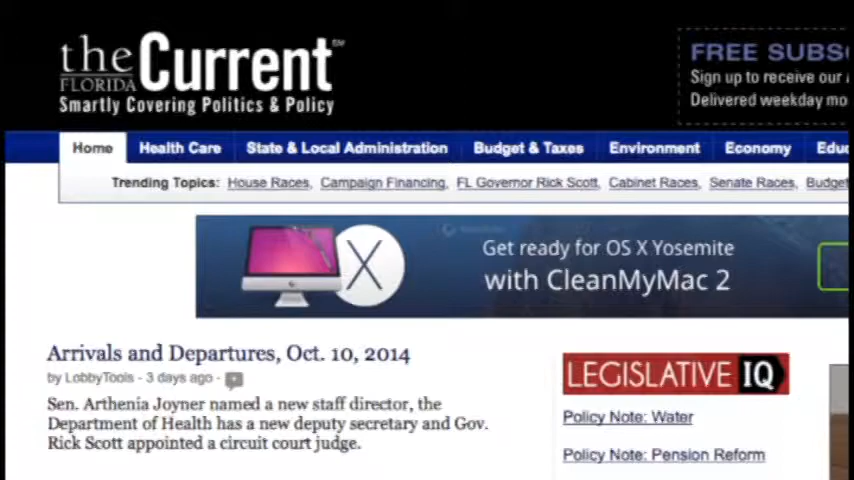 the Current™
FLORIDA
Smartly Covering Politics & Policy
FREE SUBS
Sign up to receive our
Delivered weekday mo
Home Health Care State & Local Administration Budget & Taxes Environment Economy Educ
Trending Topics: House Races, Campaign Financing, FL Governor Rick Scott, Cabinet Races, Senate Races, Budget
Get ready for OS X Yosemite
with CleanMyMac 2
X
Arrivals and Departures, Oct. 10, 2014
by LobbyTools - 3 days ago -
Sen. Arthenia Joyner named a new staff director, the
Department of Health has a new deputy secretary and Gov.
Rick Scott appointed a circuit court judge.
LEGISLATIVE IQ
Policy Note: Water
Policy Note: Pension Reform